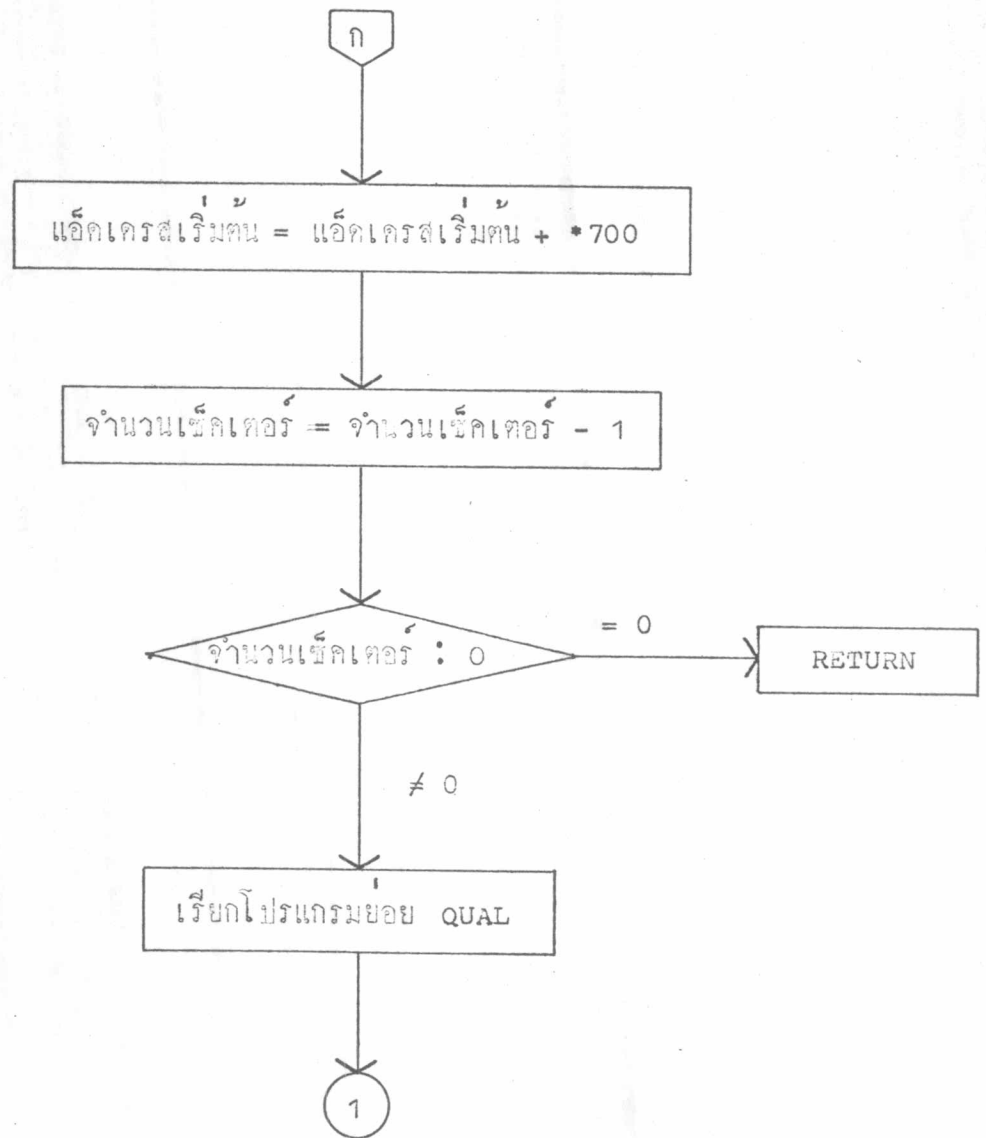 ก
แอ็คเครสเริ่มต้น = แอ็คเครสเริ่มต้น + *700
จำนวนเซ็คเตอร์ = จำนวนเซ็คเตอร์ - 1
จำนวนเซ็คเตอร์ : 0
= 0
RETURN
≠ 0
เรียกโปรแกรมย่อย QUAL
1